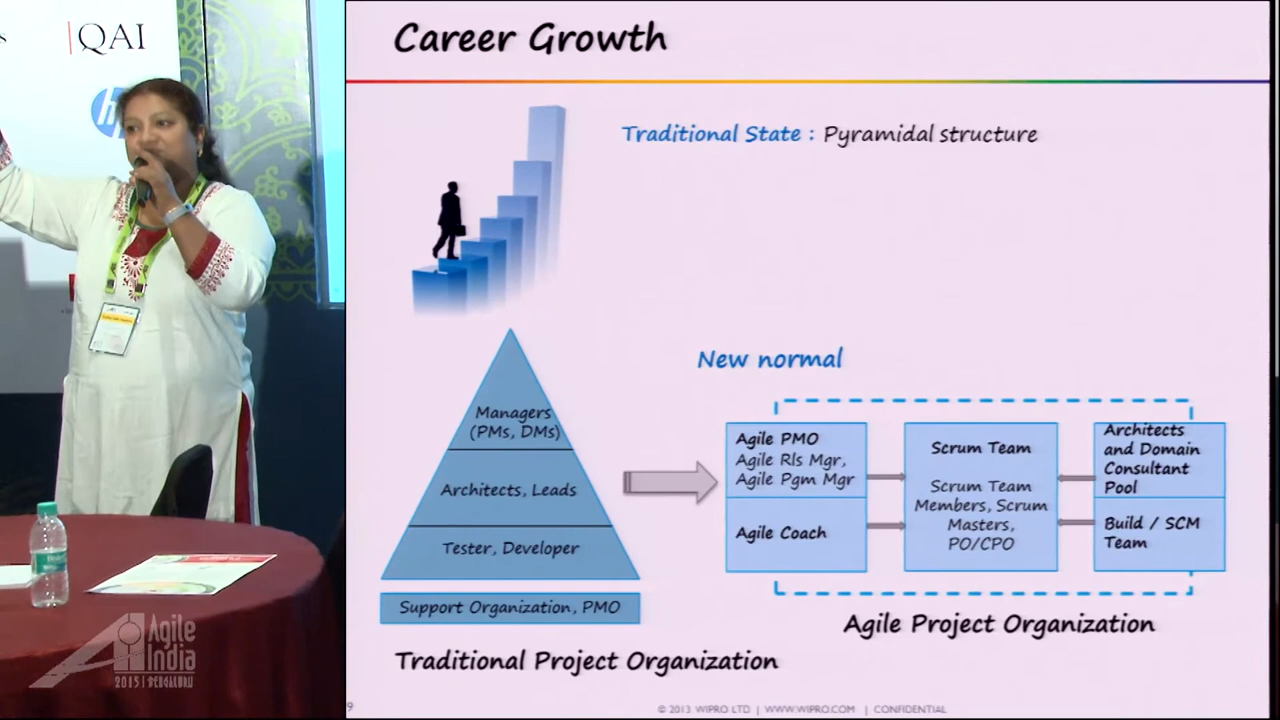 QAI
hp
Career Growth
Traditional State : Pyramidal structure
Managers
(PMs, DMs)
Architects, Leads
Tester, Developer
Support Organization, PMO
Traditional Project Organization
New normal
Agile PMO
Agile Rls Mgr,
Agile Pgm Mgr
Agile Coach
Scrum Team
Scrum Team
Members, Scrum
Masters,
PO/CPO
Architects
and Domain
Consultant
Pool
Build / SCM
Team
Agile Project Organization
9
© 2013 WIPRO LTD | WWW.WIPRO.COM | CONFIDENTIAL
Agile
India
2015 | BENGALURU